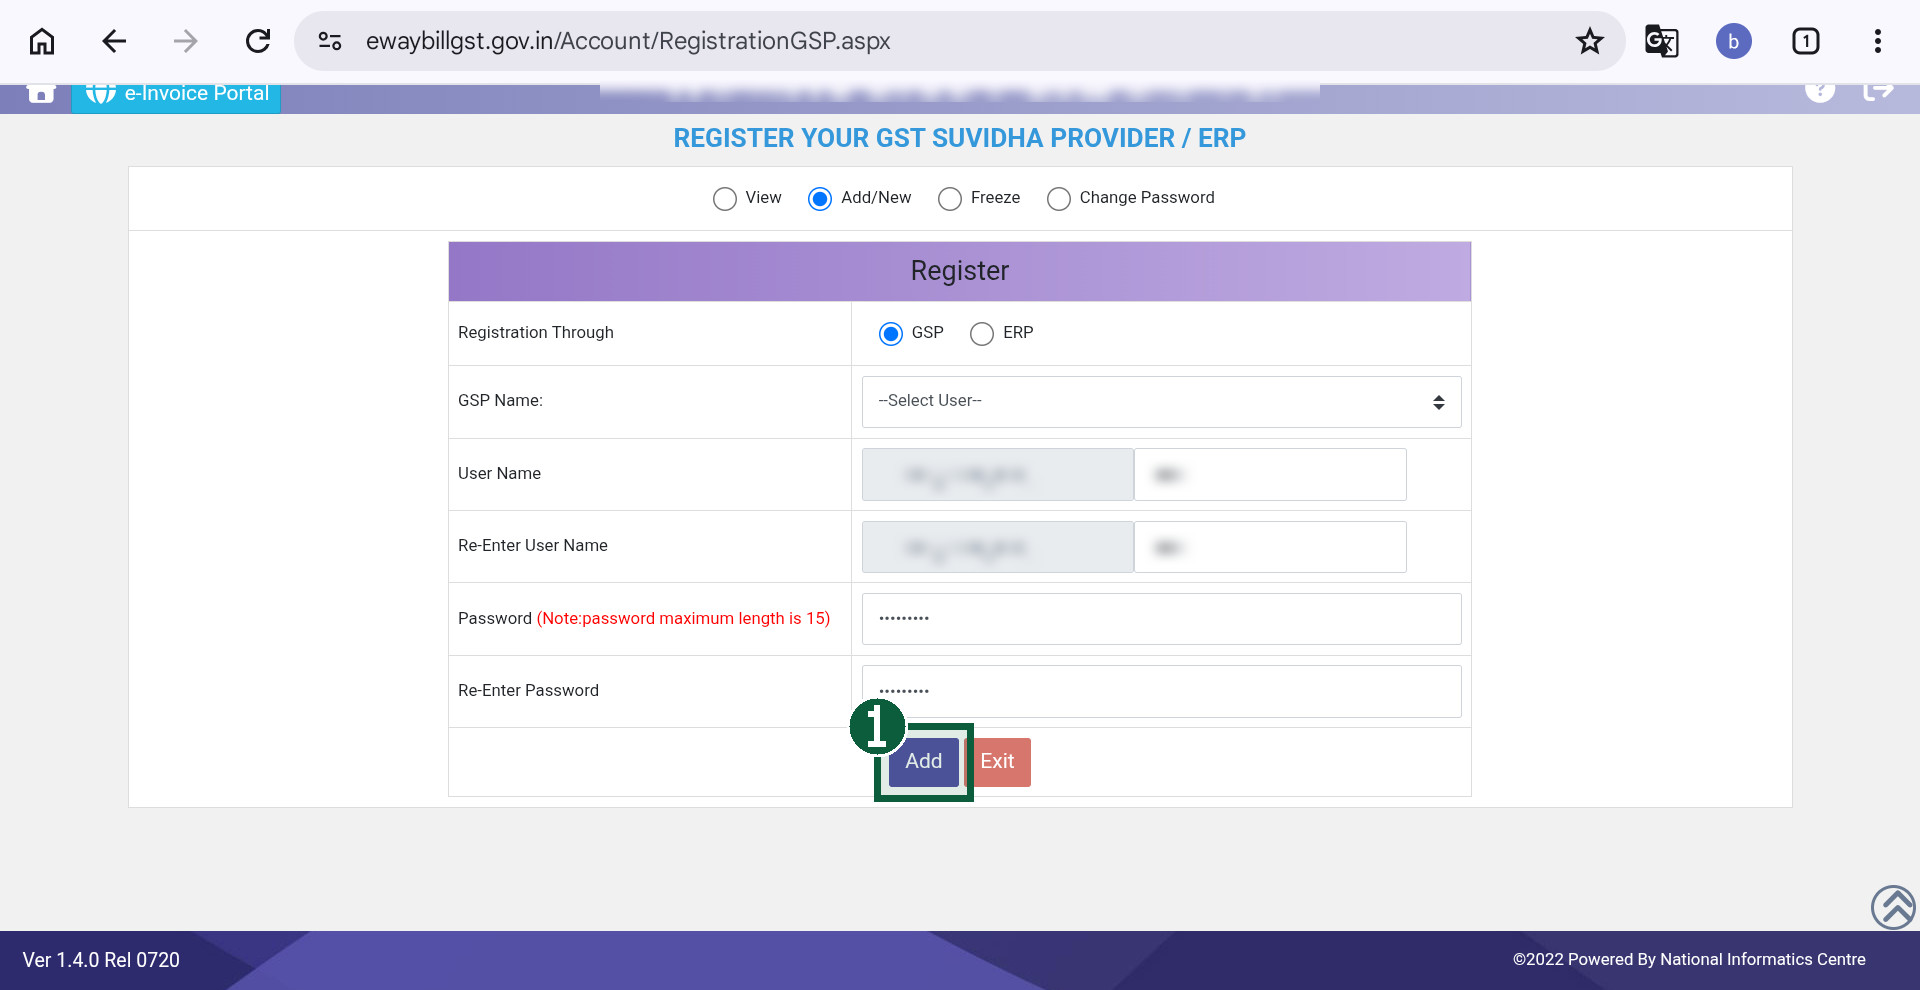 ewaybillgst.gov.in/Account/RegistrationGSP.aspx
b
1
e-Invoice Portal
REGISTER YOUR GST SUVIDHA PROVIDER / ERP
View Add/New Freeze Change Password
Register
Registration Through GSP ERP
GSP Name: --Select User--
User Name
Re-Enter User Name
Password (Note:password maximum length is 15) •••••••••
Re-Enter Password •••••••••
1
Add Exit
Ver 1.4.0 Rel 0720 ©2022 Powered By National Informatics Centre